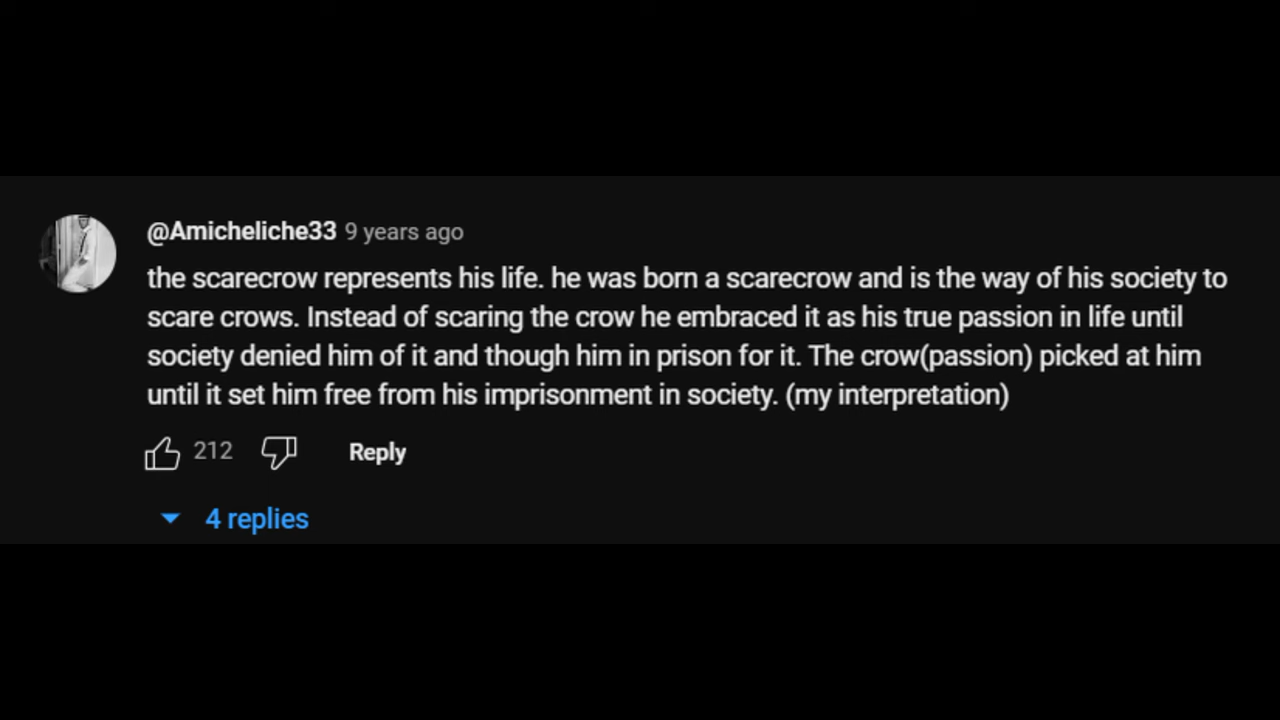 @Amicheliche33 9 years ago
the scarecrow represents his life. he was born a scarecrow and is the way of his society to
scare crows. Instead of scaring the crow he embraced it as his true passion in life until
society denied him of it and though him in prison for it. The crow(passion) picked at him
until it set him free from his imprisonment in society. (my interpretation)
212 Reply
4 replies